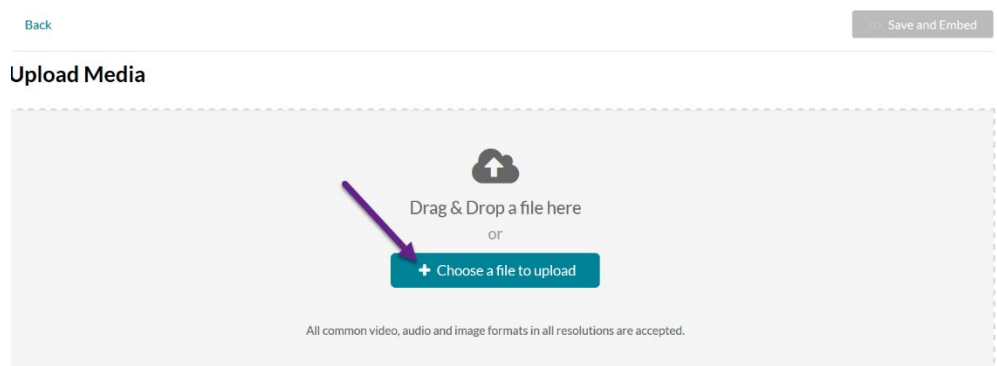 Back
Save and Embed
Upload Media
Drag & Drop a file here
or
+ Choose a file to upload
All common video, audio and image formats in all resolutions are accepted.